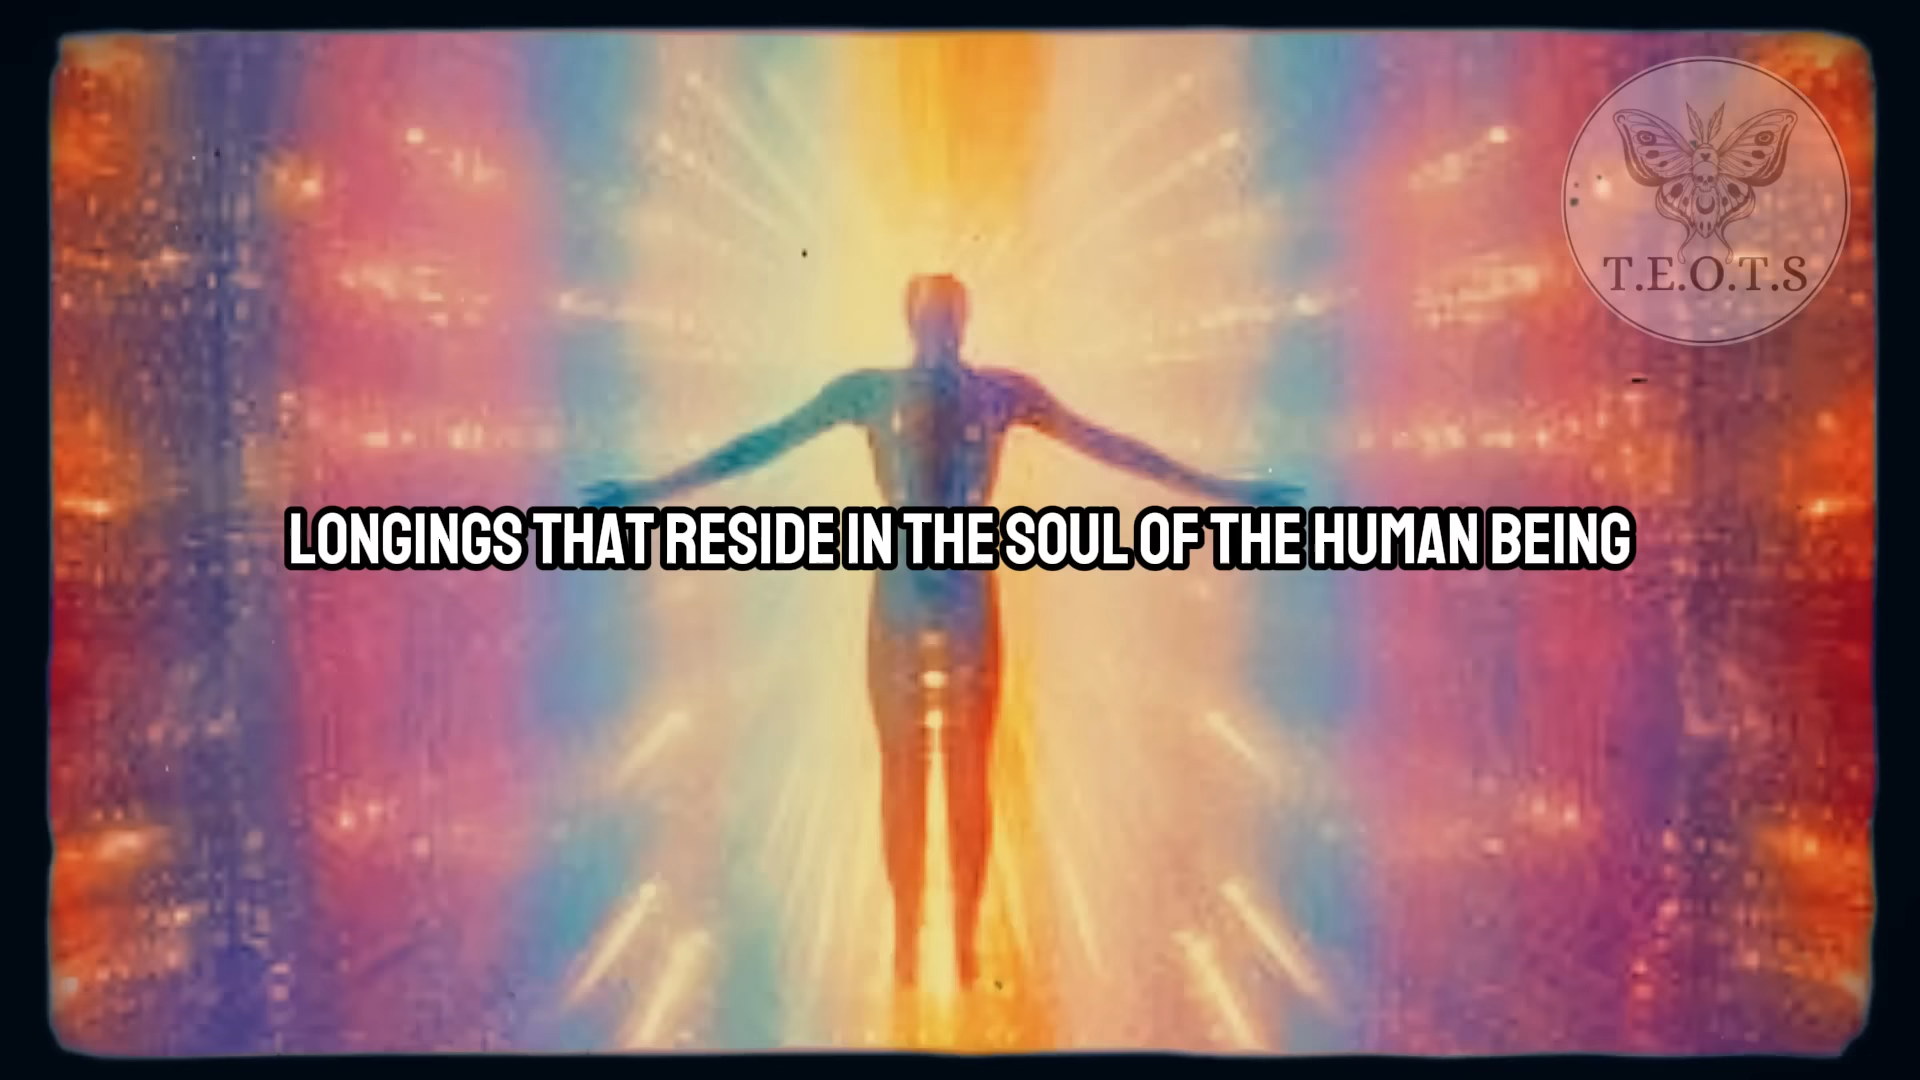 T.E.O.T.S
LONGINGS THAT RESIDE IN THE SOUL OF THE HUMAN BEING